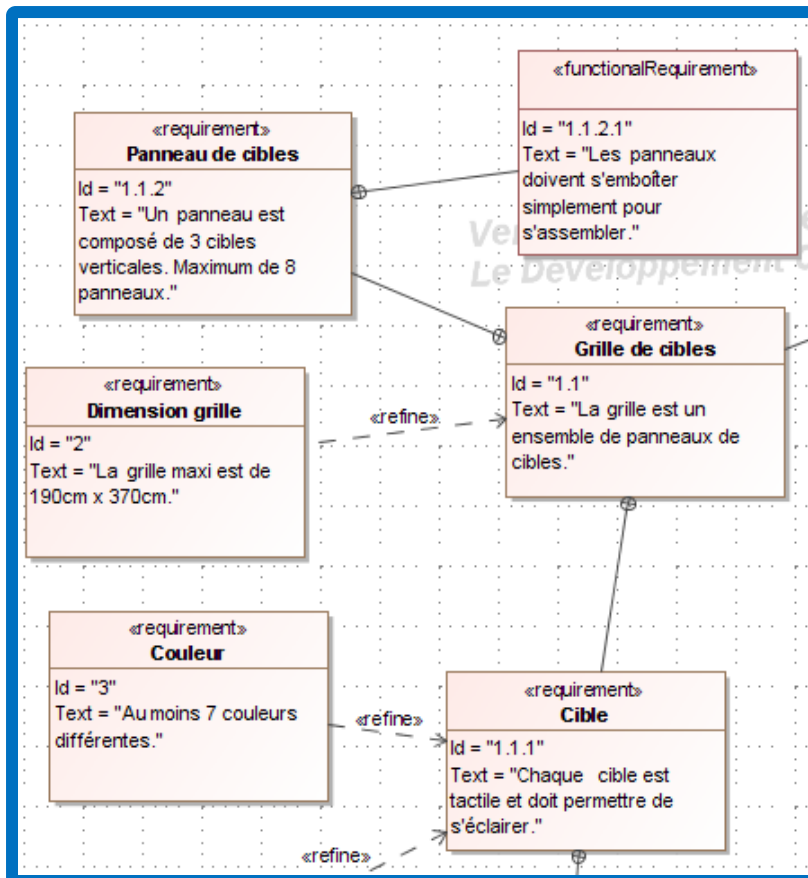 «functionalRequirement»
Id = "1.1.2.1"
Text = "Les panneaux
doivent s'emboîter
simplement pour
s'assembler."
«requirement»
Panneau de cibles
Id = "1.1.2"
Text = "Un panneau est
composé de 3 cibles
verticales. Maximum de 8
panneaux."
Le Développement
«requirement»
Grille de cibles
Id = "1.1"
Text = "La grille est un
ensemble de panneaux de
cibles."
«requirement»
Dimension grille
Id = "2"
Text = "La grille maxi est de
190cm x 370cm."
«refine»
«requirement»
Couleur
Id = "3"
Text = "Au moins 7 couleurs
différentes."
«refine»
«requirement»
Cible
Id = "1.1.1"
Text = "Chaque cible est
tactile et doit permettre de
s'éclairer."
«refine»